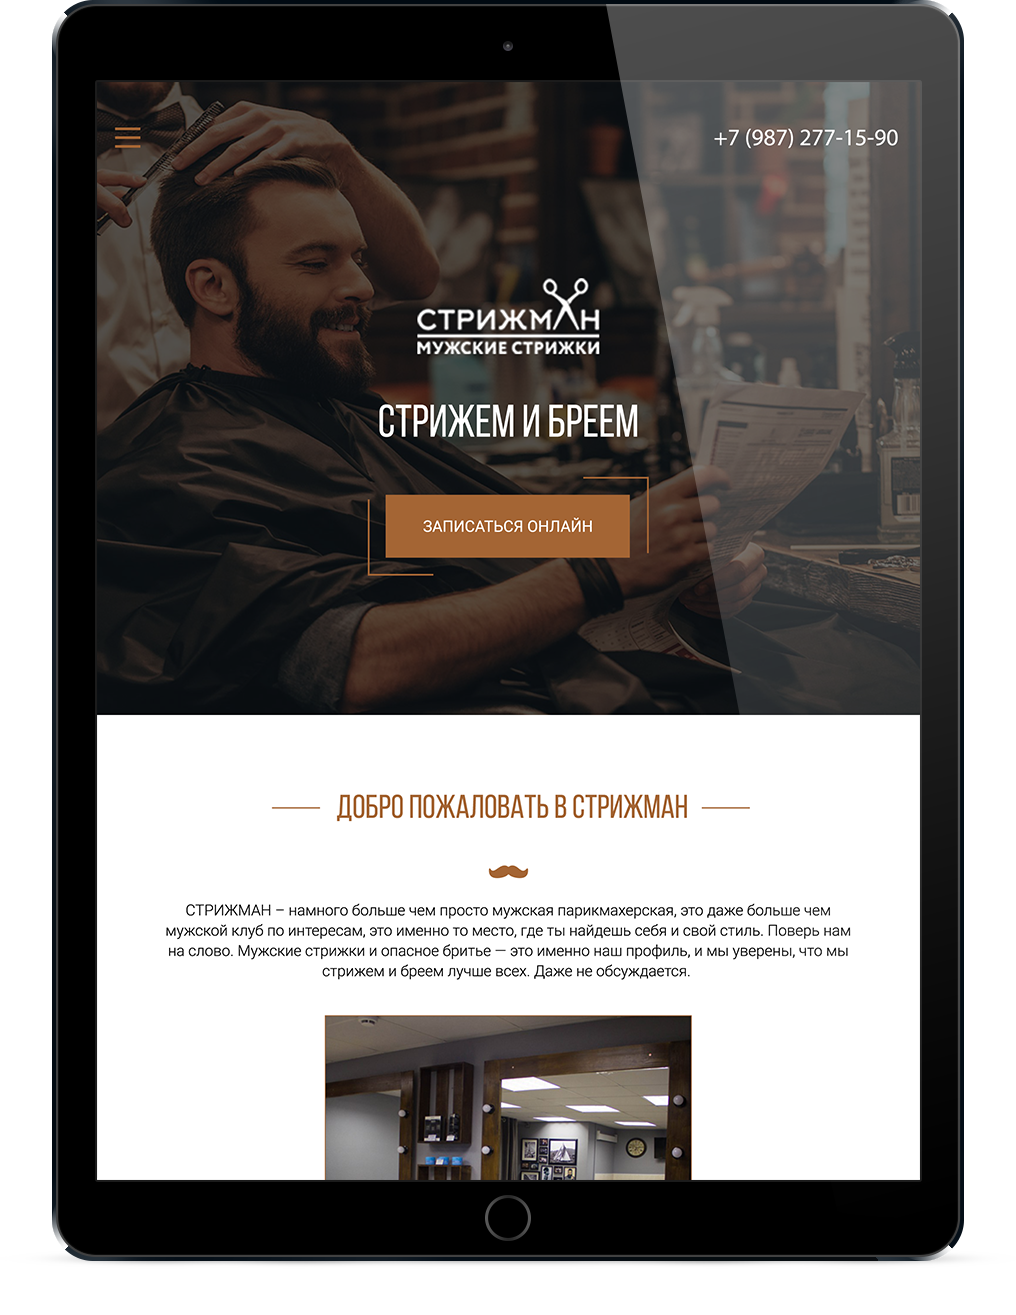 +7 (987) 277-15-90
СТРИЖМАН
МУЖСКИЕ СТРИЖКИ
СТРИЖЕМ И БРЕЕМ
ЗАПИСАТЬСЯ ОНЛАЙН
ДОБРО ПОЖАЛОВАТЬ В СТРИЖМАН
СТРИЖМАН – намного больше чем просто мужская парикмахерская, это даже больше чем
мужской клуб по интересам, это именно то место, где ты найдешь себя и свой стиль. Поверь нам
на слово. Мужские стрижки и опасное бритье — это именно наш профиль, и мы уверены, что мы
стрижем и бреем лучше всех. Даже не обсуждается.